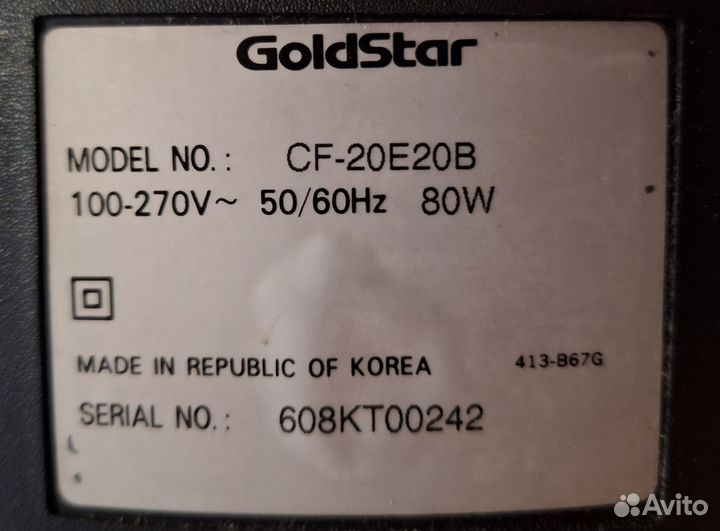 GoldStar
MODEL NO.: CF-20E20B
100-270V~ 50/60Hz 80W
MADE IN REPUBLIC OF KOREA 413-B67G
SERIAL NO.: 608KT00242
Avito